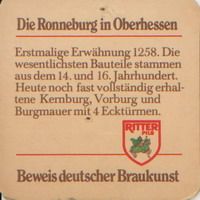 Die Ronneburg in Oberhessen
Erstmalige Erwähnung 1258. Die
wesentlichsten Bauteile stammen
aus dem 14. und 16. Jahrhundert.
Heute noch fast vollständig erhal-
tene Kernburg, Vorburg und
Burgmauer mit 4 Ecktürmen.
RITTER
PILS
Beweis deutscher Braukunst